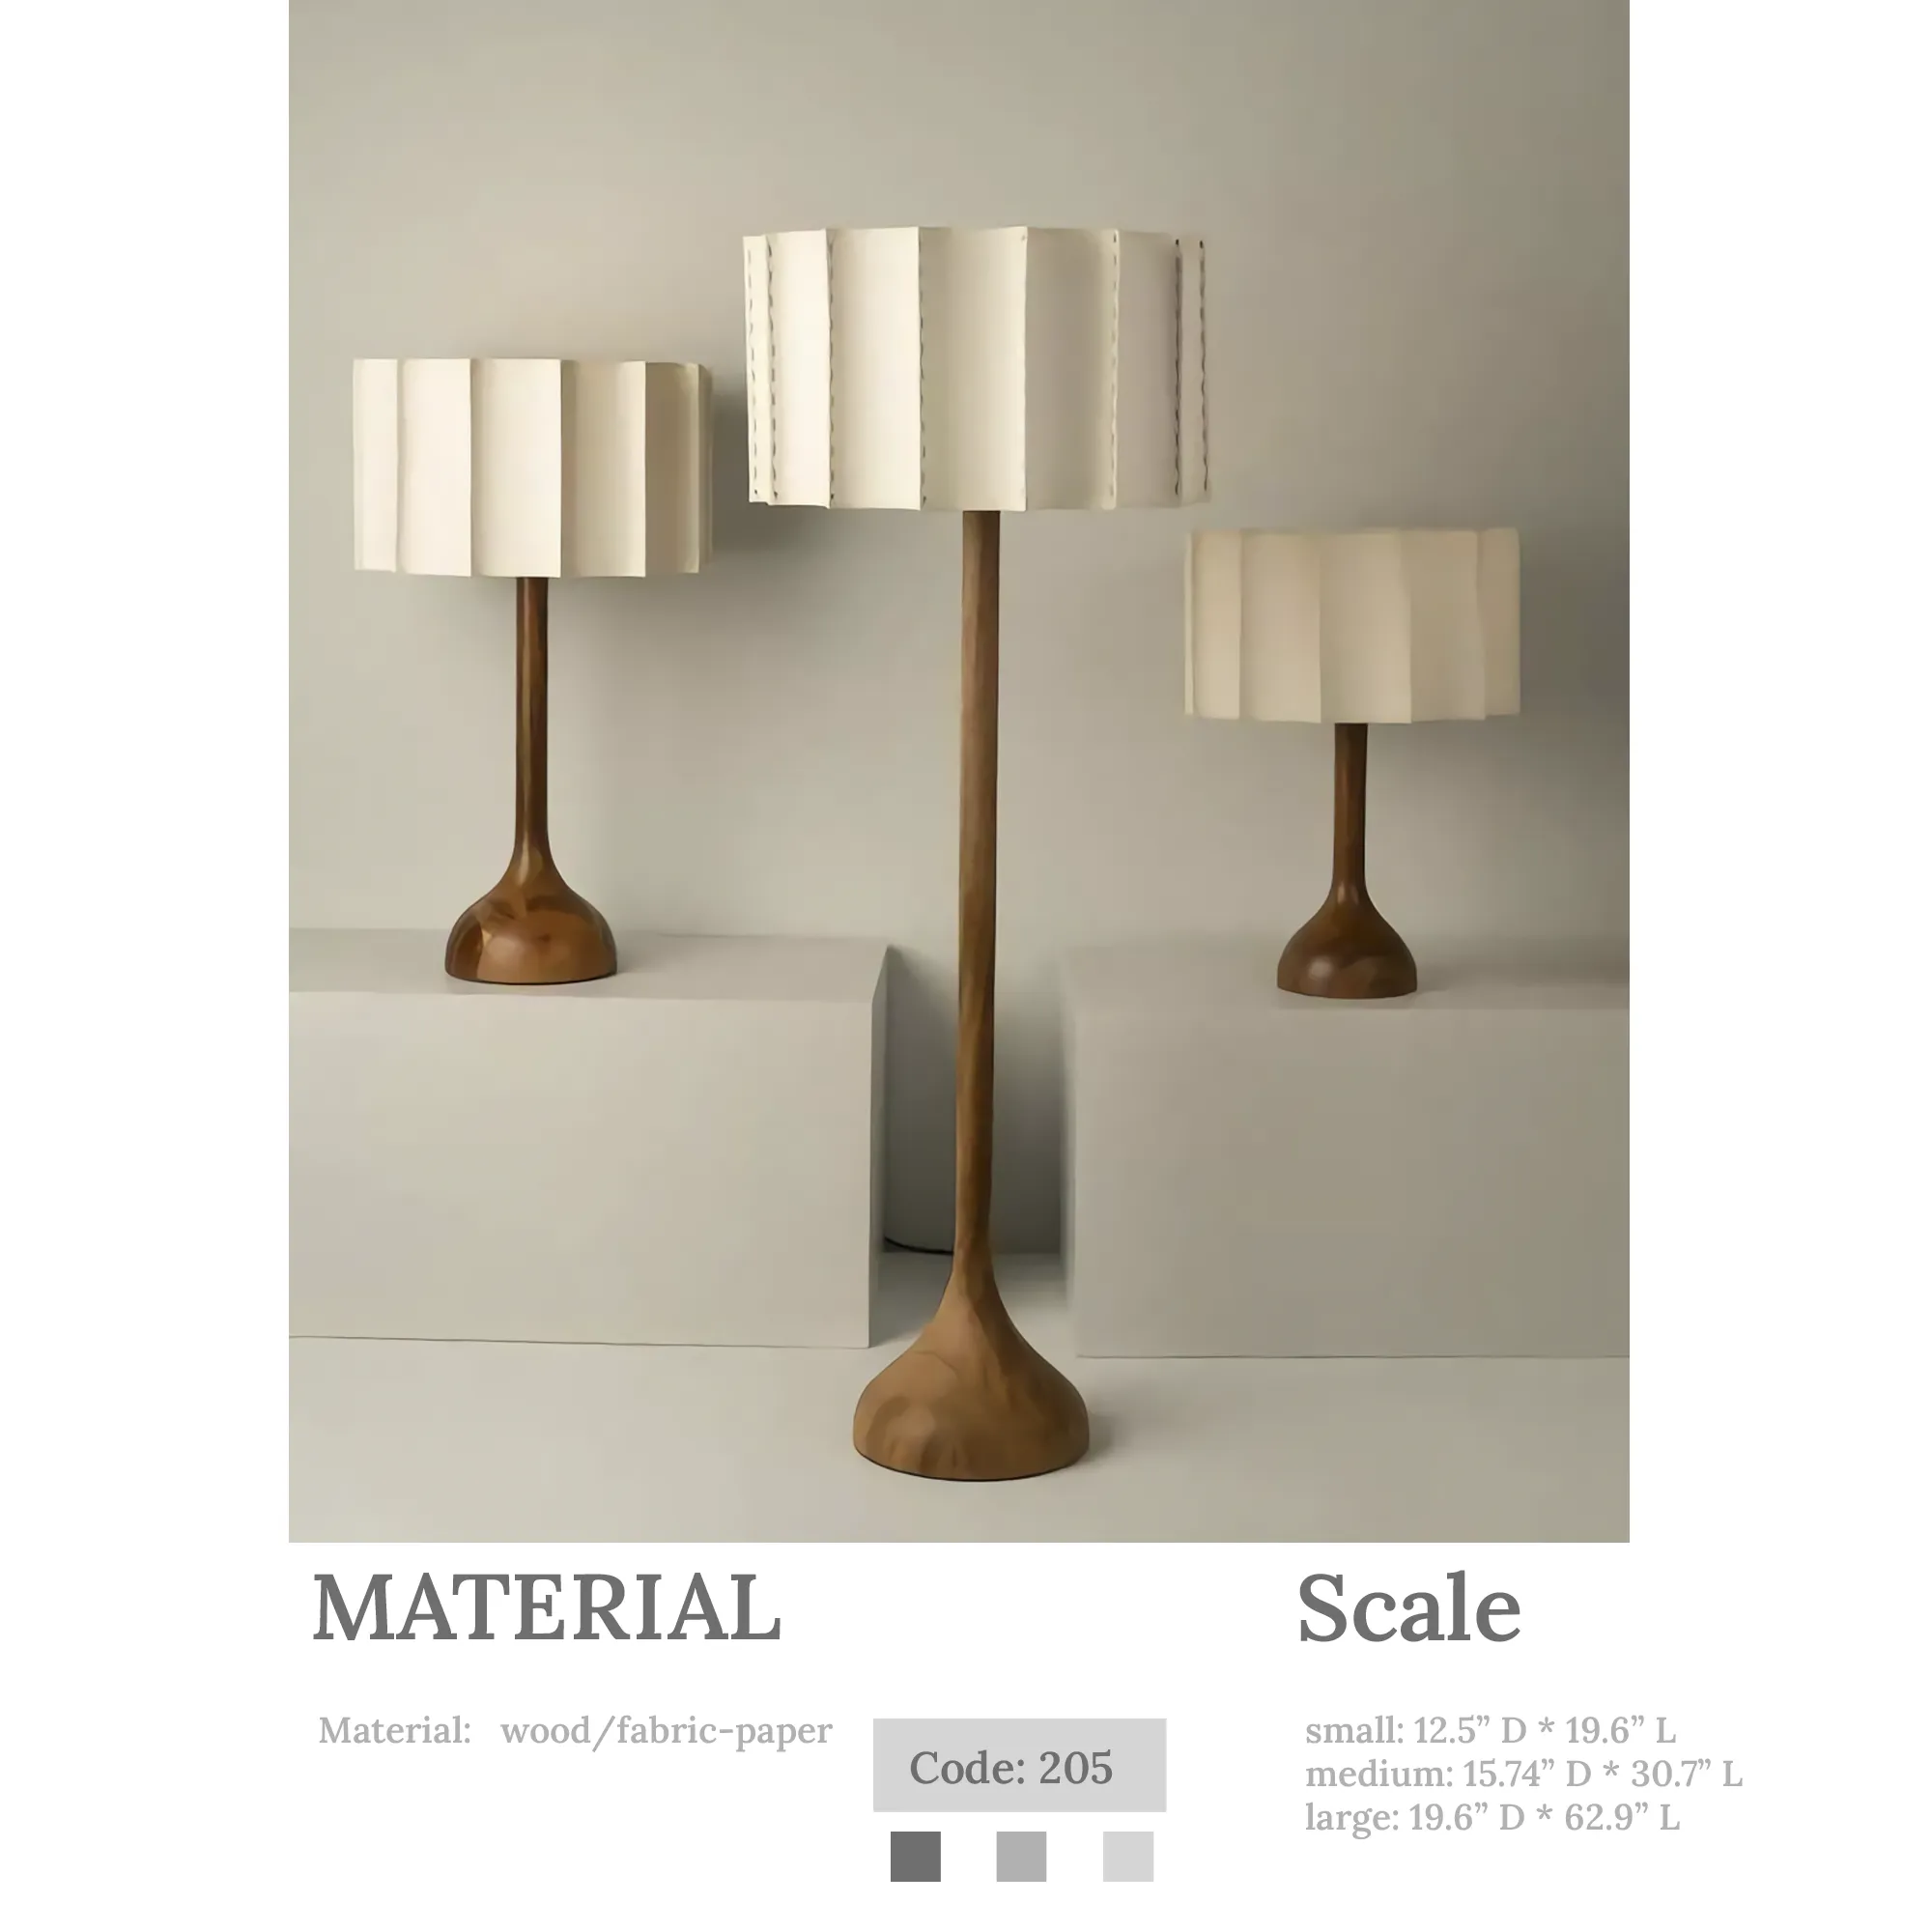 MATERIAL
Scale
Material: wood/fabric-paper
Code: 205
small: 12.5” D * 19.6” L
medium: 15.74” D * 30.7” L
large: 19.6” D * 62.9” L